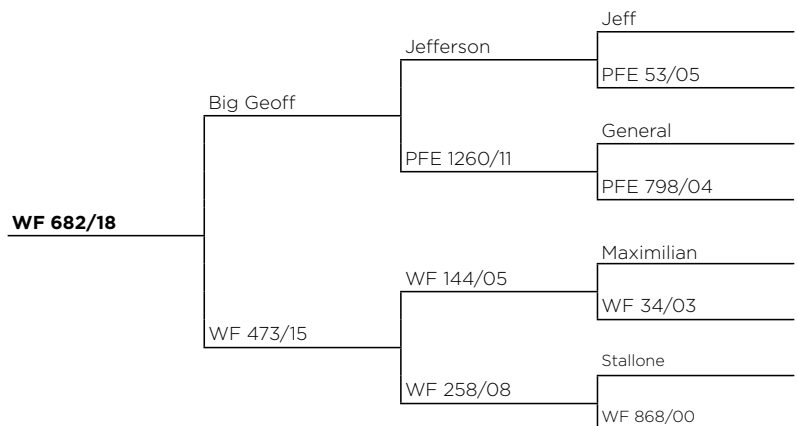 Jeff
Jefferson
PFE 53/05
Big Geoff
General
PFE 1260/11
PFE 798/04
WF 682/18
Maximilian
WF 144/05
WF 34/03
WF 473/15
Stallone
WF 258/08
WF 868/00